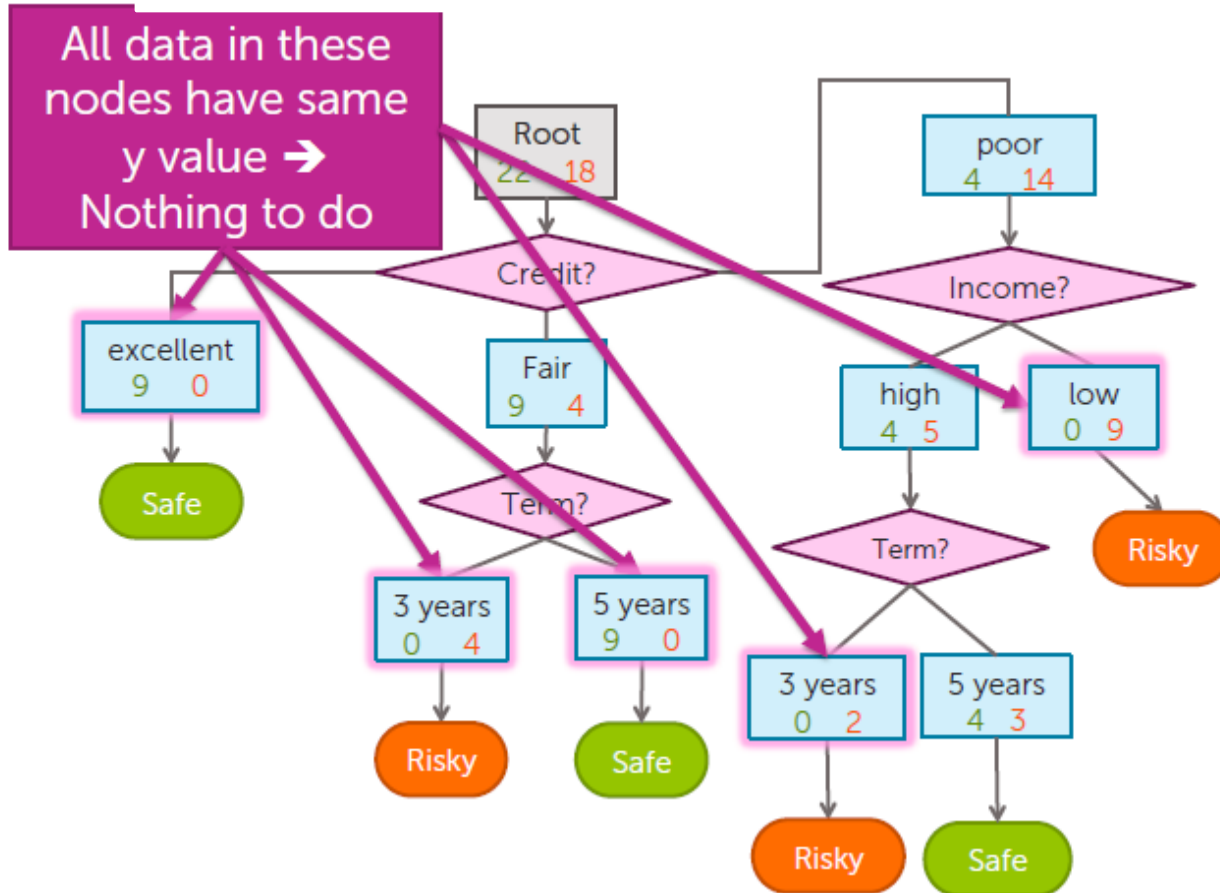 All data in these
nodes have same
y value ➔
Nothing to do
Root
22 18
poor
4 14
Credit?
Income?
excellent
9 0
Fair
9 4
high
4 5
low
0 9
Safe
Term?
Term?
Risky
3 years
0 4
5 years
9 0
3 years
0 2
5 years
4 3
Risky
Safe
Risky
Safe